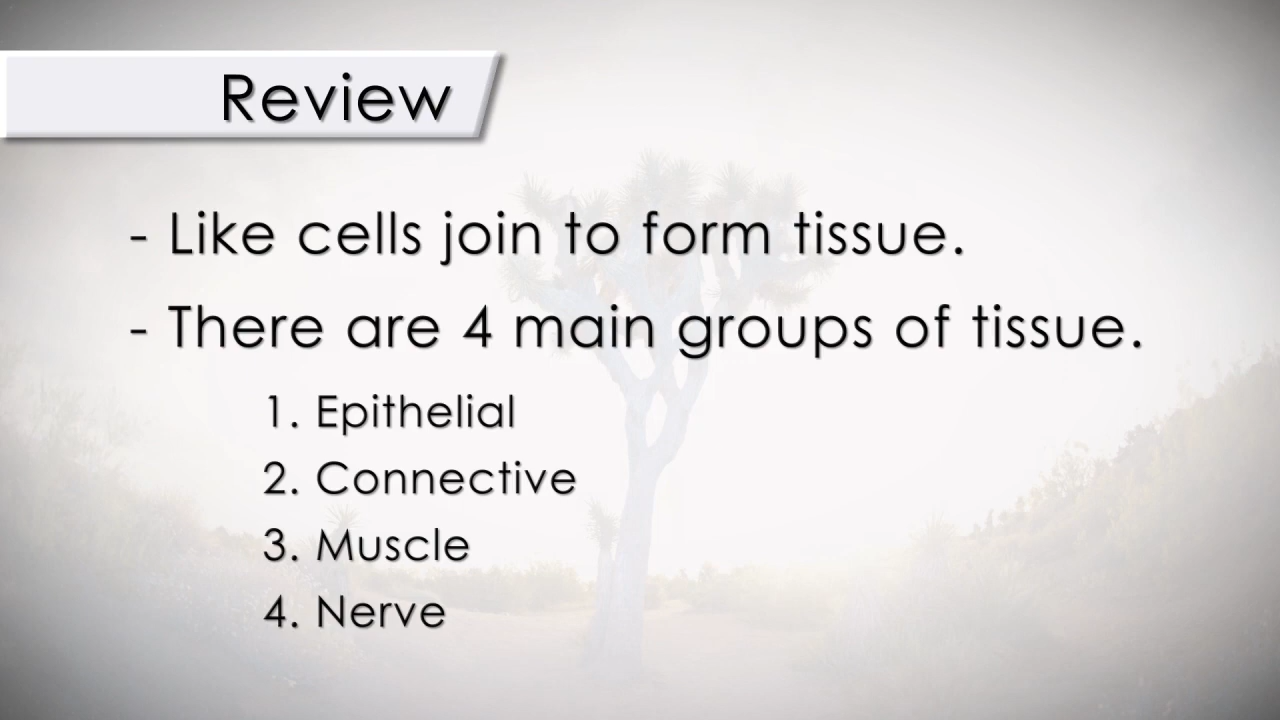 Review
- Like cells join to form tissue.
- There are 4 main groups of tissue.
1. Epithelial
2. Connective
3. Muscle
4. Nerve